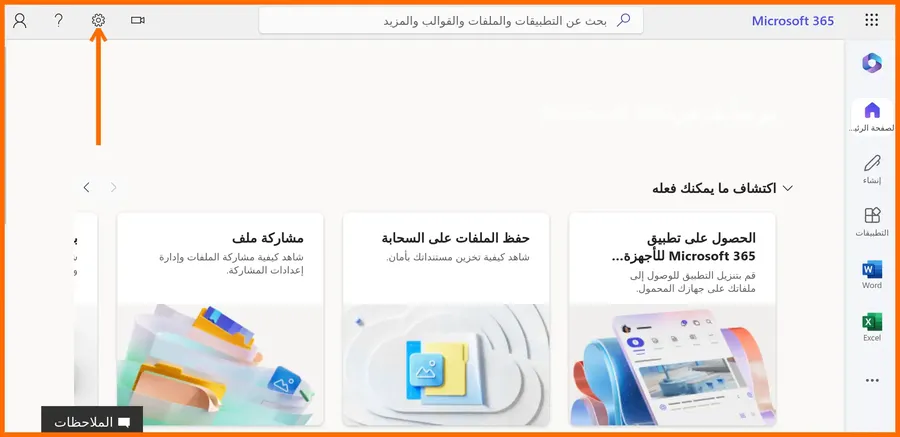 Microsoft 365
بحث عن التطبيقات والملفات والقوالب والمزيد
?
الصفحة الرئي...
إنشاء
التطبيقات
Word
Excel
اكتشاف ما يمكنك فعله
الحصول على تطبيق
Microsoft 365 للأجهزة...
قم بتنزيل التطبيق للوصول إلى
ملفاتك على جهازك المحمول.
حفظ الملفات على السحابة
شاهد كيفية تخزين مستنداتك بأمان.
مشاركة ملف
شاهد كيفية مشاركة الملفات وإدارة
إعدادات المشاركة.
الملاحظات